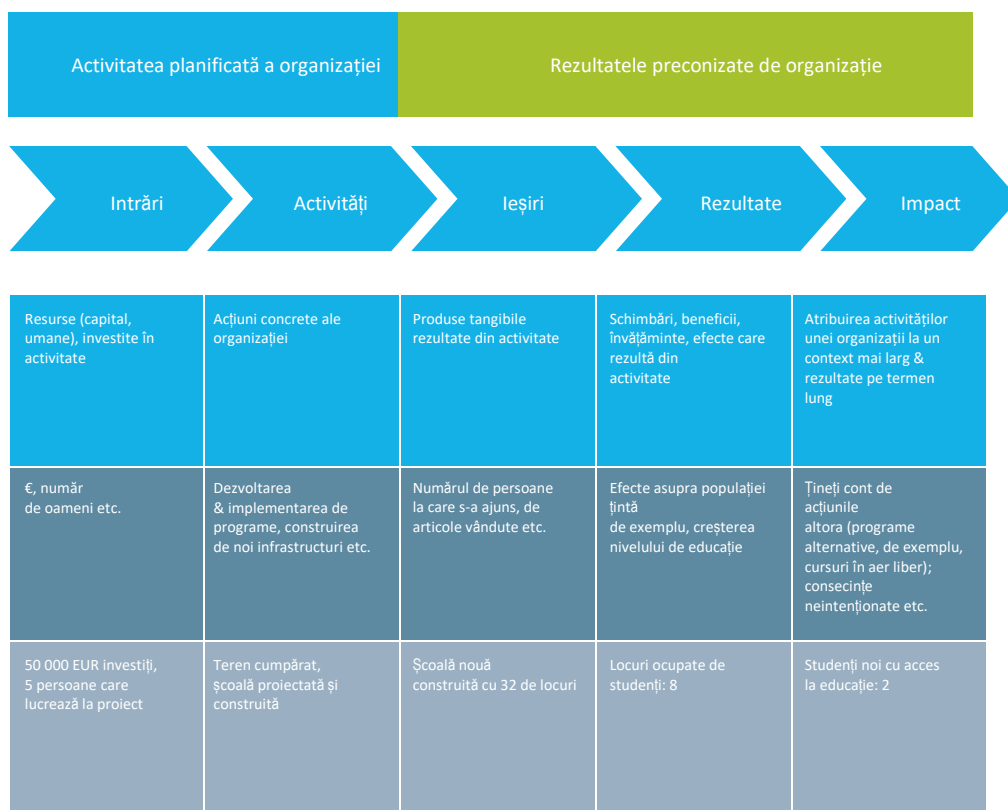 Activitatea planificată a organizației
Rezultatele preconizate de organizație
Intrări
Activități
Ieșiri
Rezultate
Impact
Resurse (capital,
umane), investite în
activitate
Acțiuni concrete ale
organizației
Produse tangibile
rezultate din activitate
Schimbări, beneficii,
învățăminte, efecte care
rezultă din
activitate
Atribuirea activităților
unei organizații la un
context mai larg &
rezultate pe termen
lung
€, număr
de oameni etc.
Dezvoltarea
& implementarea de
programe, construirea
de noi infrastructuri etc.
Numărul de persoane
la care s-a ajuns, de
articole vândute etc.
Efecte asupra populației
țintă
de exemplu, creșterea
nivelului de educație
Țineți cont de
acțiunile
altora (programe
alternative, de exemplu,
cursuri în aer liber);
consecințe
neintenționate etc.
50 000 EUR investiți,
5 persoane care
lucrează la proiect
Teren cumpărat,
școală proiectată și
construită
Școală nouă
construită cu 32 de locuri
Locuri ocupate de
studenți: 8
Studenți noi cu acces
la educație: 2